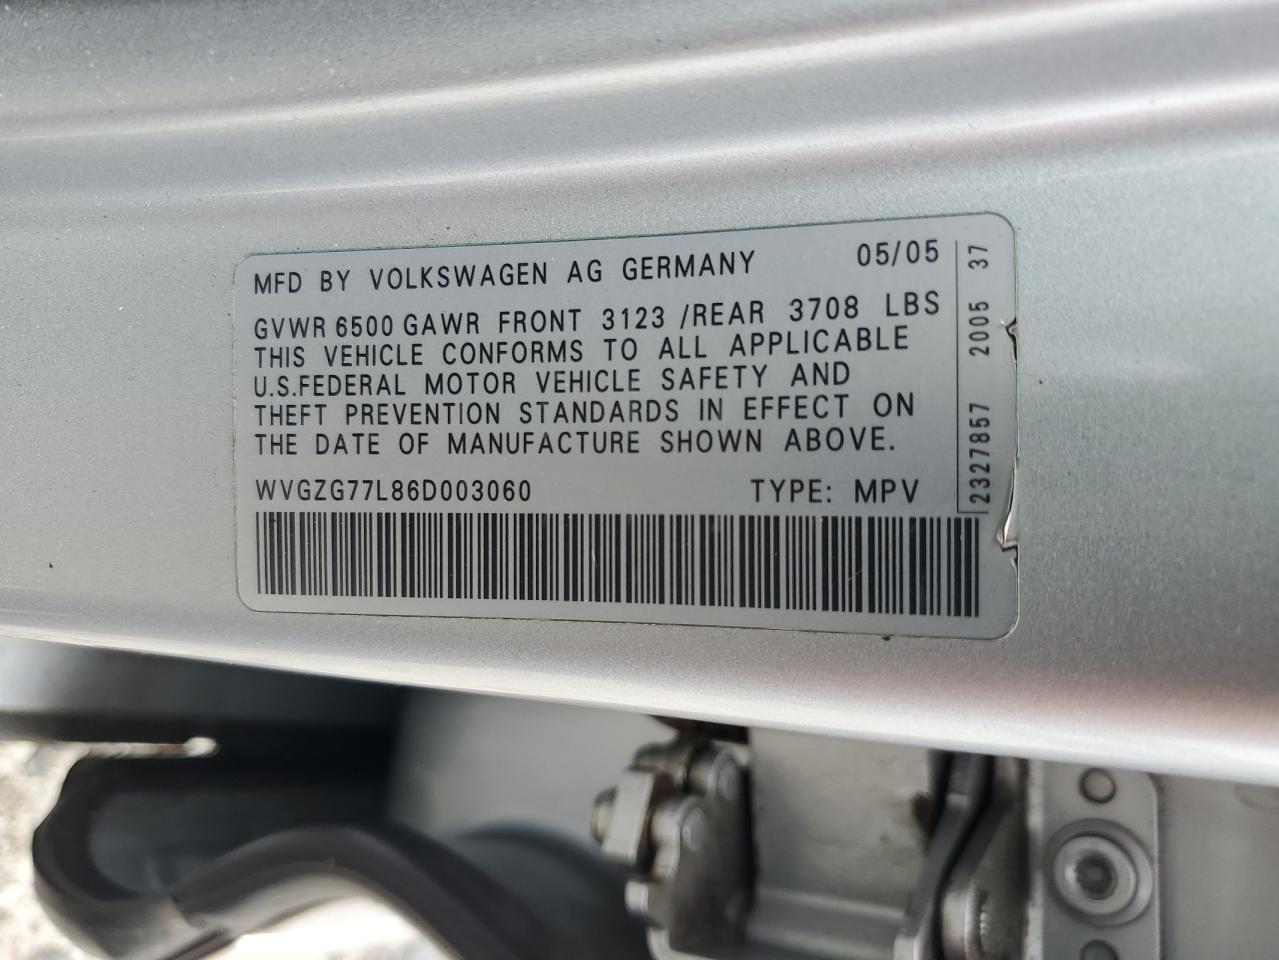 MFD BY VOLKSWAGEN AG GERMANY 05/05
GVWR 6500 GAWR FRONT 3123 /REAR 3708 LBS
THIS VEHICLE CONFORMS TO ALL APPLICABLE
U.S.FEDERAL MOTOR VEHICLE SAFETY AND
THEFT PREVENTION STANDARDS IN EFFECT ON
THE DATE OF MANUFACTURE SHOWN ABOVE.
WVGZG77L86D003060 TYPE: MPV
2327857 2005 37